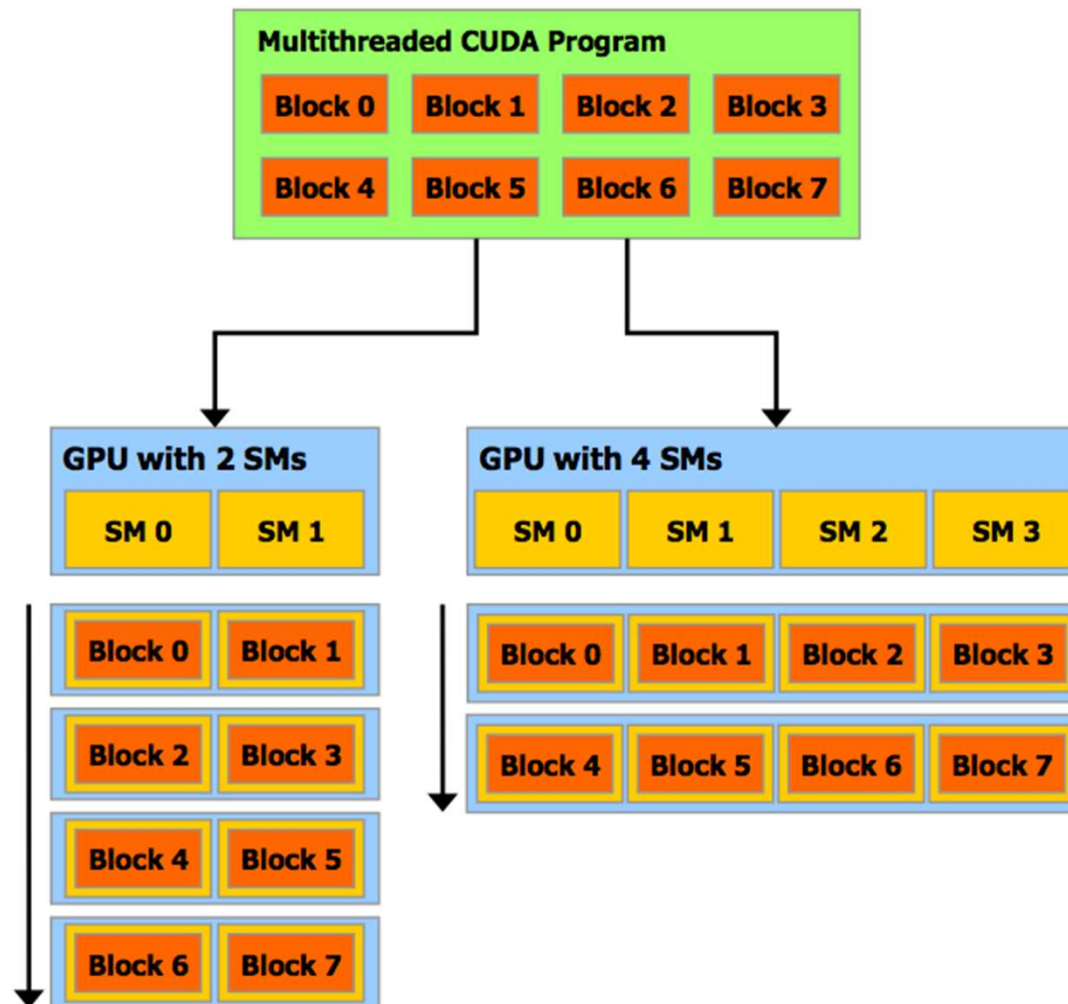 Multithreaded CUDA Program
Block 0 Block 1 Block 2 Block 3
Block 4 Block 5 Block 6 Block 7
GPU with 2 SMs
SM 0 SM 1
Block 0 Block 1
Block 2 Block 3
Block 4 Block 5
Block 6 Block 7
GPU with 4 SMs
SM 0 SM 1 SM 2 SM 3
Block 0 Block 1 Block 2 Block 3
Block 4 Block 5 Block 6 Block 7